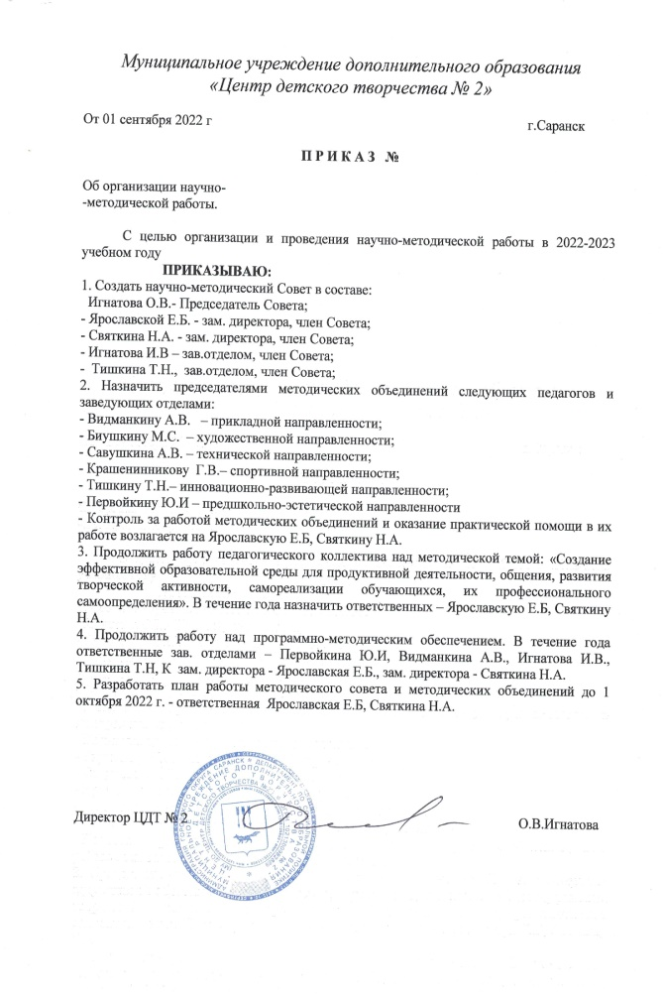 Муниципальное учреждение дополнительного образования
«Центр детского творчества № 2»
От 01 сентября 2022 г
г.Саранск
П Р И К А З №
Об организации научно-
-методической работы.
С целью организации и проведения научно-методической работы в 2022-2023
учебном году
ПРИКАЗЫВАЮ:
1. Создать научно-методический Совет в составе:
Игнатова О.В.- Председатель Совета;
- Ярославской Е.Б. - зам. директора, член Совета;
- Святкина Н.А. - зам. директора, член Совета;
- Игнатова И.В – зав.отделом, член Совета;
- Тишкина Т.Н., зав.отделом, член Совета;
2. Назначить председателями методических объединений следующих педагогов и
заведующих отделами:
- Видманкину А.В. – прикладной направленности;
- Биушкину М.С. – художественной направленности;
- Савушкина А.В. – технической направленности;
- Крашенинникову Г.В.– спортивной направленности;
- Тишкину Т.Н.– инновационно-развивающей направленности;
- Первойкину Ю.И – предшкольно-эстетической направленности
- Контроль за работой методических объединений и оказание практической помощи в их
работе возлагается на Ярославскую Е.Б, Святкину Н.А.
3. Продолжить работу педагогического коллектива над методической темой: «Создание
эффективной образовательной среды для продуктивной деятельности, общения, развития
творческой активности, самореализации обучающихся, их профессионального
самоопределения». В течение года назначить ответственных – Ярославскую Е.Б, Святкину
Н.А.
4. Продолжить работу над программно-методическим обеспечением. В течение года
ответственные зав. отделами – Первойкина Ю.И, Видманкина А.В., Игнатова И.В.,
Тишкина Т.Н, К зам. директора - Ярославская Е.Б., зам. директора - Святкина Н.А.
5. Разработать план работы методического совета и методических объединений до 1
октября 2022 г. - ответственная Ярославская Е.Б, Святкина Н.А.
Директор ЦДТ № 2
О.В.Игнатова